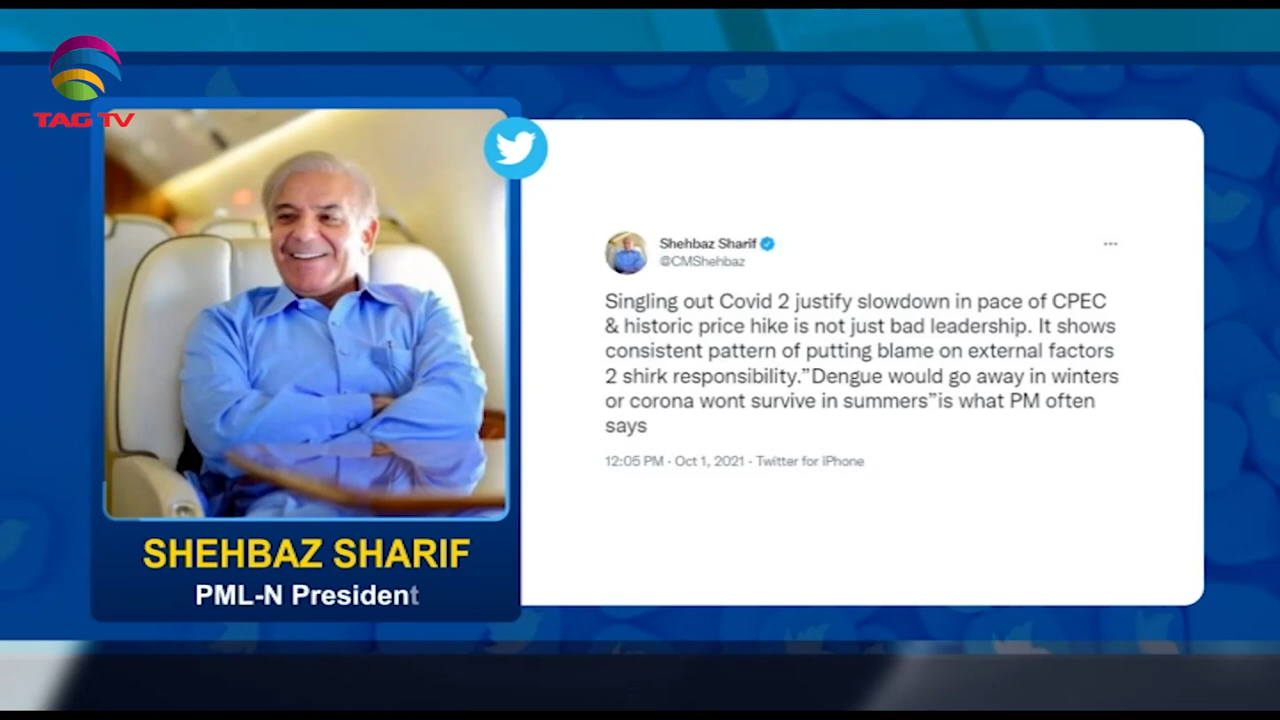 TAG TV
Shehbaz Sharif
@CMShehbaz
Singling out Covid 2 justify slowdown in pace of CPEC
& historic price hike is not just bad leadership. It shows
consistent pattern of putting blame on external factors
2 shirk responsibility.”Dengue would go away in winters
or corona wont survive in summers”is what PM often
says
12:05 PM · Oct 1, 2021 · Twitter for iPhone
SHEHBAZ SHARIF
PML-N President